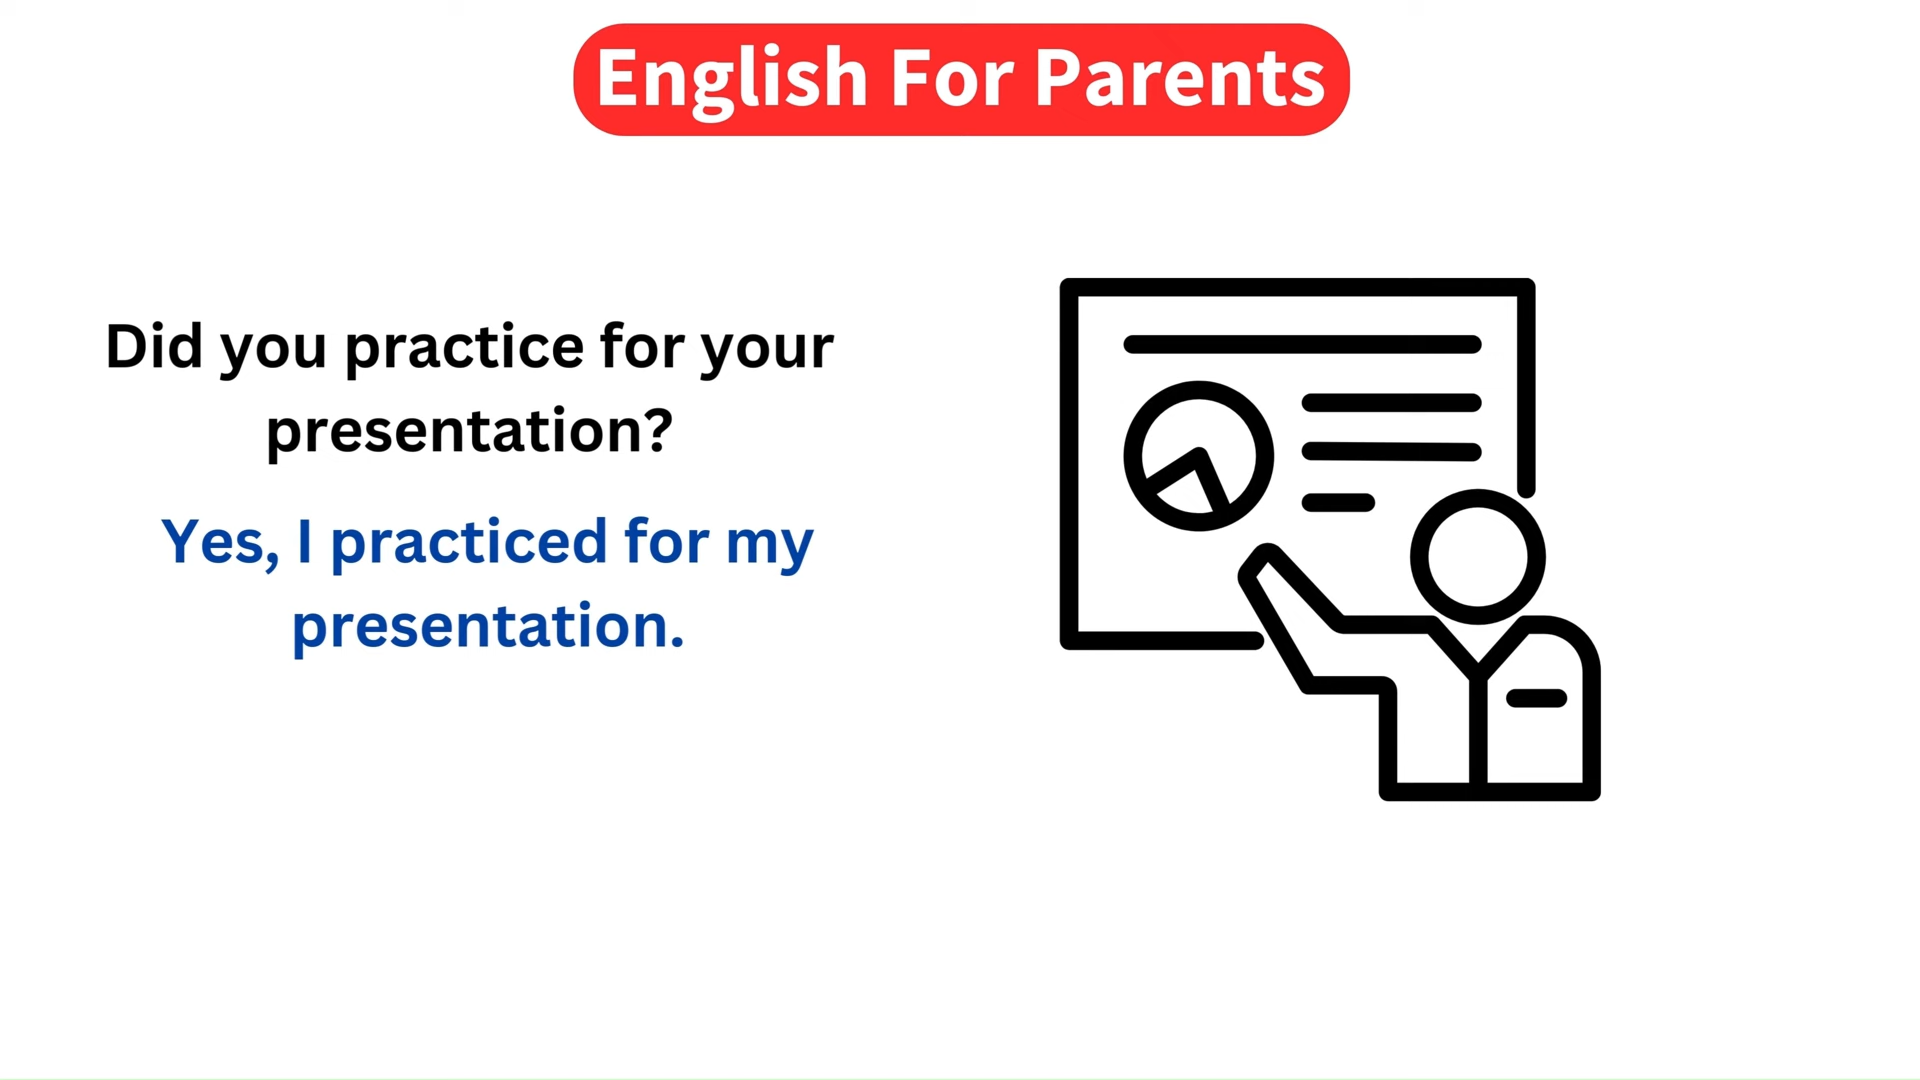 English For Parents
Did you practice for your
presentation?
Yes, I practiced for my
presentation.